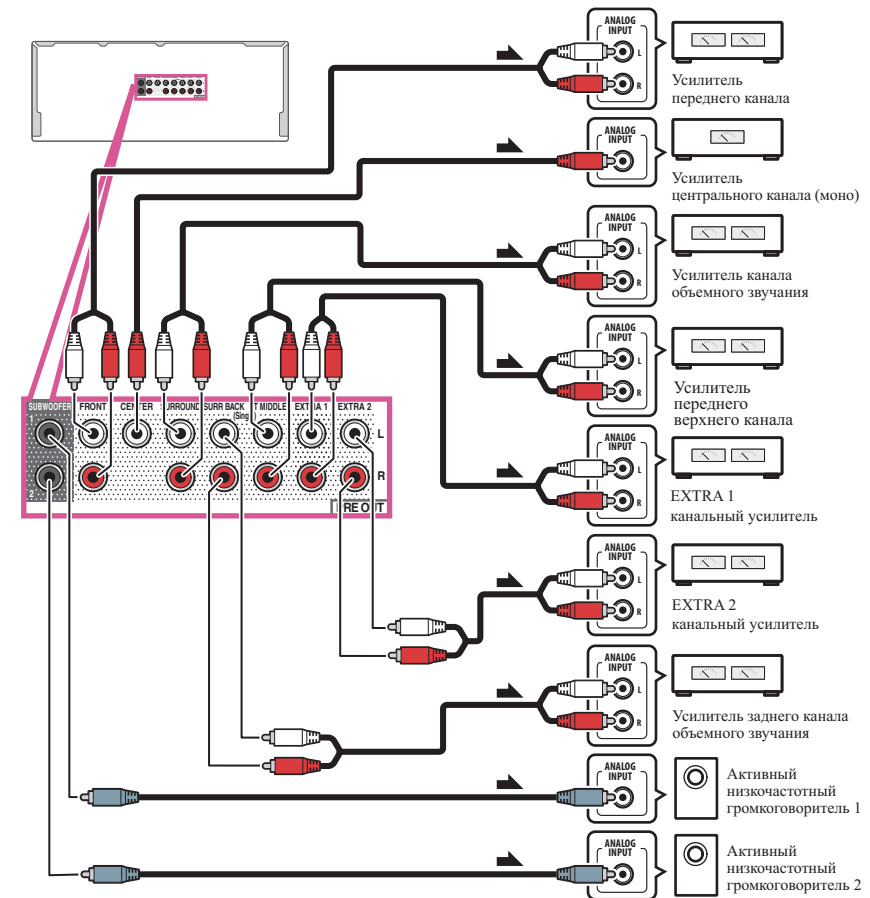 ANALOG
INPUT
L
R
Усилитель
переднего канала
ANALOG
INPUT
Усилитель
центрального канала (моно)
ANALOG
INPUT
L
R
Усилитель канала
объемного звучания
ANALOG
INPUT
L
R
Усилитель
переднего
верхнего канала
SUBWOOFER FRONT CENTER SURROUND SURR BACK T MIDDLE EXTRA 1 EXTRA 2
(Sing
1
L
2
R
PRE OUT
ANALOG
INPUT
L
R
EXTRA 1
канальный усилитель
ANALOG
INPUT
L
R
EXTRA 2
канальный усилитель
ANALOG
INPUT
L
R
Усилитель заднего канала
объемного звучания
ANALOG
INPUT
Активный
низкочастотный
громкоговоритель 1
ANALOG
INPUT
Активный
низкочастотный
громкоговоритель 2